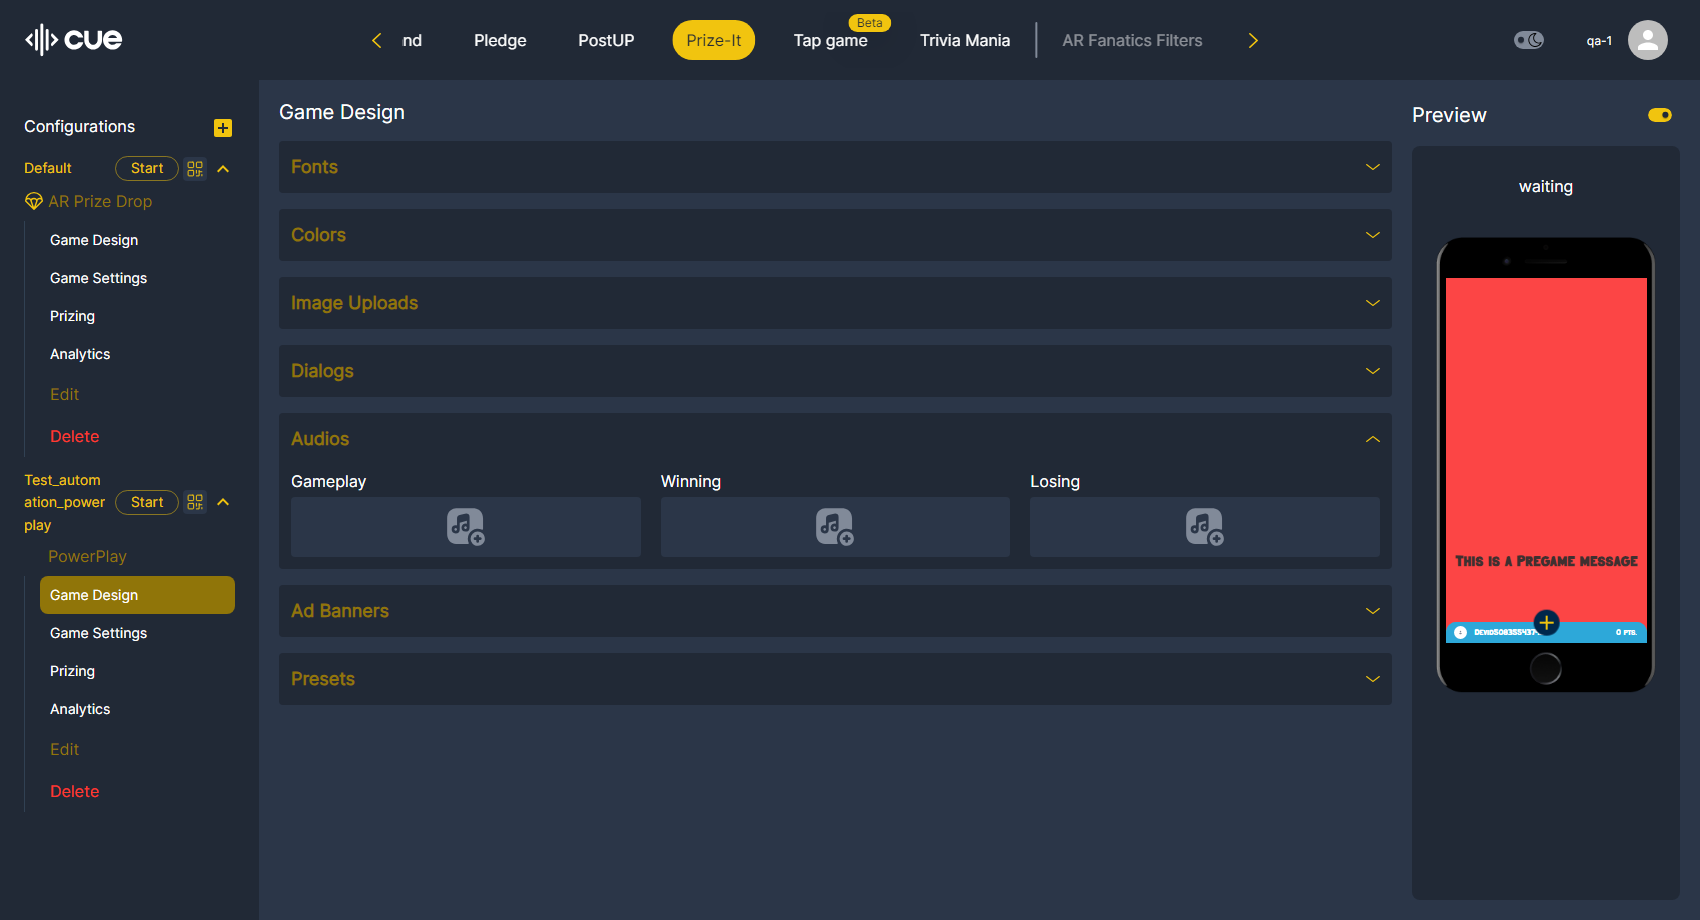 cue
nd
Pledge
PostUP
Prize-It
Beta
Tap game
Trivia Mania
AR Fanatics Filters
qa-1
Configurations
Default
Start
AR Prize Drop
Game Design
Game Settings
Prizing
Analytics
Edit
Delete
Test_autom
ation_power
play
Start
PowerPlay
Game Design
Game Settings
Prizing
Analytics
Edit
Delete
Game Design
Fonts
Colors
Image Uploads
Dialogs
Audios
Gameplay
Winning
Losing
Ad Banners
Presets
Preview
waiting
This is a Pregame message
0 pts.